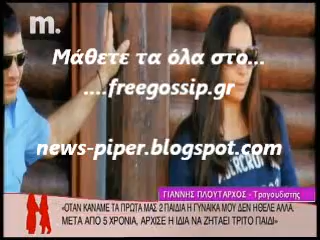 m.
Μάθετε τα όλα στο...
....freegossip.gr
news-piper.blogspot.com
ΓΙΑΝΝΗΣ ΠΛΟΥΤΑΡΧΟΣ - Τραγουδιστής
«ΟΤΑΝ ΚΑΝΑΜΕ ΤΑ ΠΡΩΤΑ ΜΑΣ 2 ΠΑΙΔΙΑ Η ΓΥΝΑΙΚΑ ΜΟΥ ΔΕΝ ΗΘΕΛΕ ΑΛΛΑ.
ΜΕΤΑ ΑΠΟ 5 ΧΡΟΝΙΑ, ΑΡΧΙΣΕ Η ΙΔΙΑ ΝΑ ΖΗΤΑΕΙ ΤΡΙΤΟ ΠΑΙΔΙ»